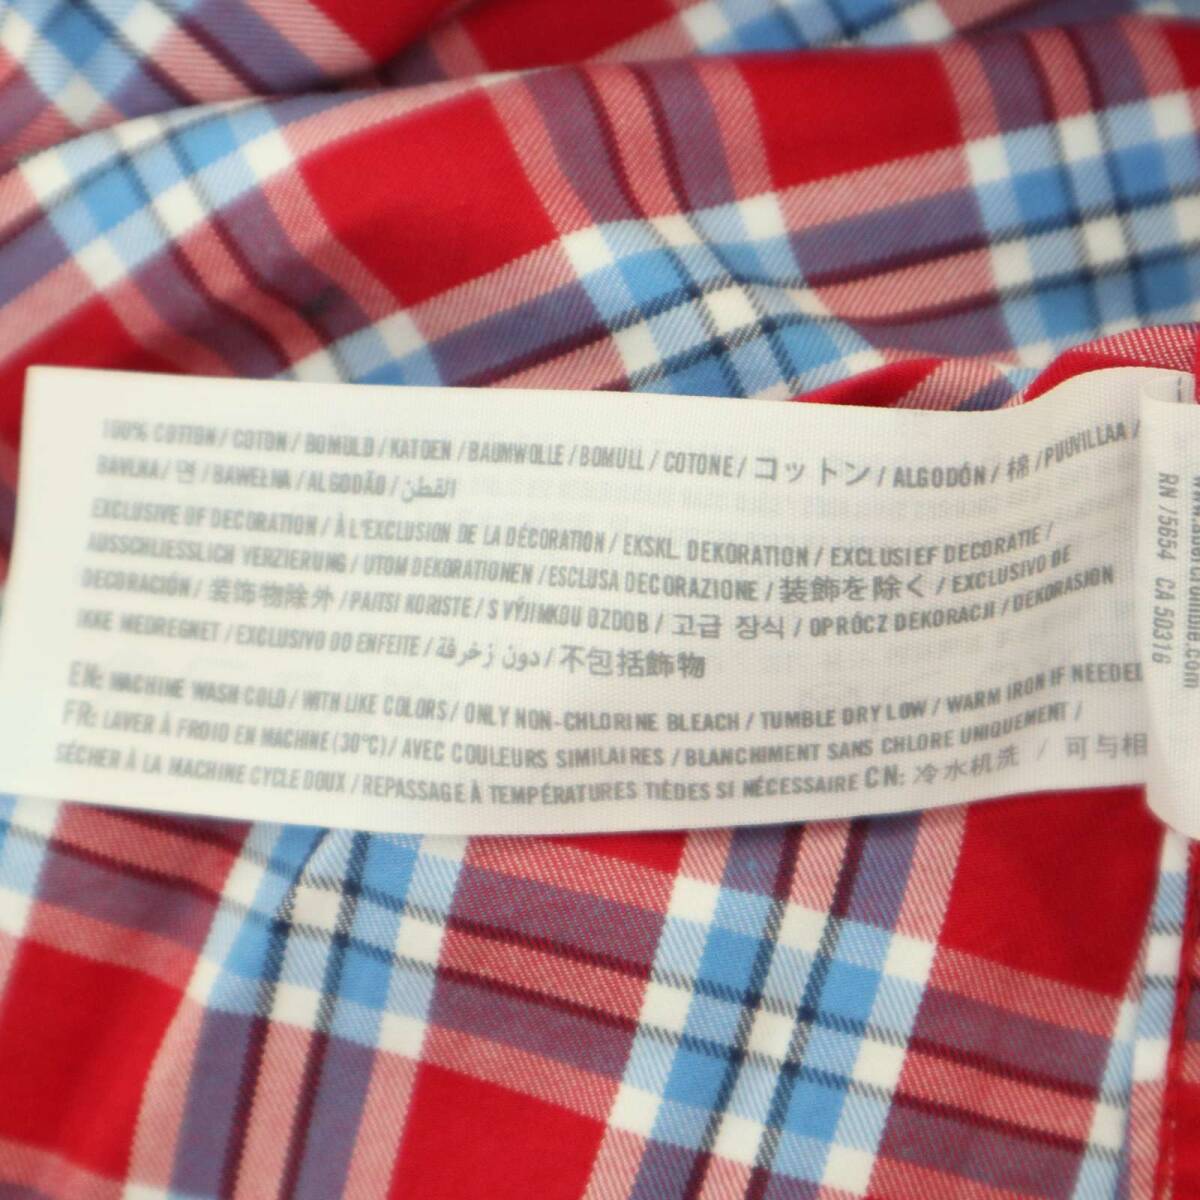 100% COTTON / COTON / BOMULD / KATOEN / BAUMWOLLE / BOMULL / COTONE / コットン / ALGODÓN / 棉 / PUUVILLAA /
BAVLNA / 면 / BAWEŁNA / ALGODÃO / القطن
EXCLUSIVE OF DECORATION / À L'EXCLUSION DE LA DÉCORATION / EKSKL. DEKORATION / EXCLUSIEF DECORATIE /
AUSSCHLIESSLICH VERZIERUNG / UTOM DEKORATIONEN / ESCLUSA DECORAZIONE / 装飾を除く / EXCLUSIVO DE
DECORACIÓN / 装饰物除外 / PAITSI KORISTE / S VÝJIMKOU OZDOB / 고급 장식 / OPRÓCZ DEKORACJI / DEKORASJON
IKKE MEDREGNET / EXCLUSIVO DO ENFEITE / دون زخرفة / 不包括飾物
EN: MACHINE WASH COLD / WITH LIKE COLORS / ONLY NON-CHLORINE BLEACH / TUMBLE DRY LOW / WARM IRON IF NEEDED
FR: LAVER À FROID EN MACHINE (30°C) / AVEC COULEURS SIMILAIRES / BLANCHIMENT SANS CHLORE UNIQUEMENT /
SÉCHER À LA MACHINE CYCLE DOUX / REPASSAGE À TEMPÉRATURES TIÈDES SI NÉCESSAIRE CN: 冷水机洗 / 可与相
RN 75654 CA 50316